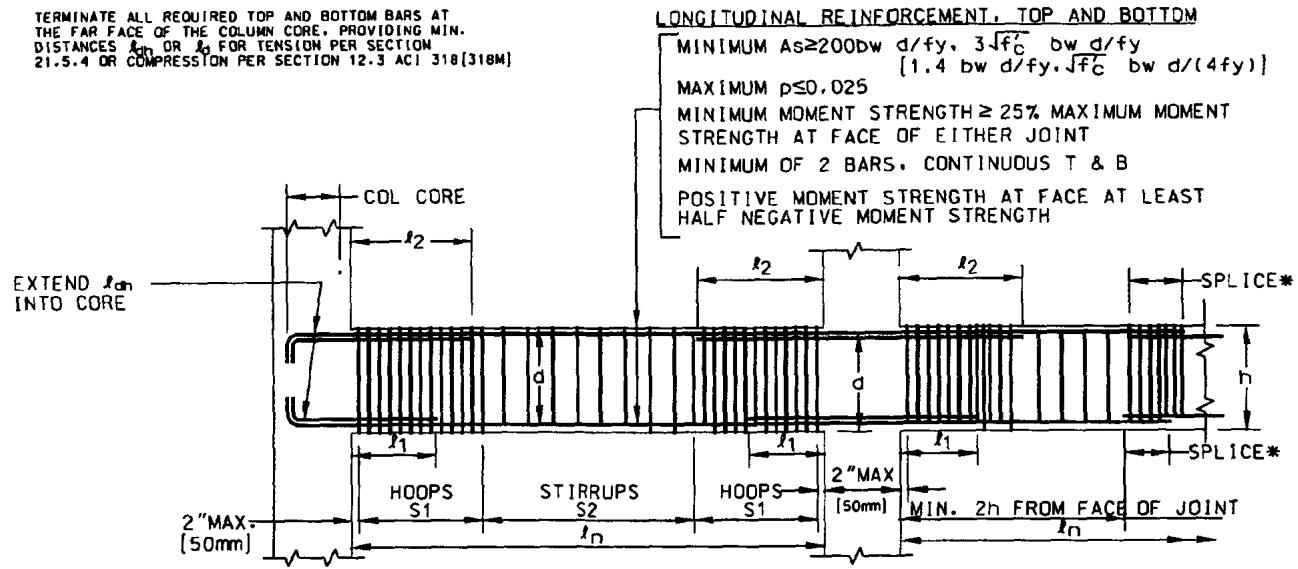 TERMINATE ALL REQUIRED TOP AND BOTTOM BARS AT
THE FAR FACE OF THE COLUMN CORE, PROVIDING MIN.
DISTANCES ℓdh OR ℓd FOR TENSION PER SECTION
21.5.4 OR COMPRESSION PER SECTION 12.3 ACI 318[318M]
LONGITUDINAL REINFORCEMENT, TOP AND BOTTOM
MINIMUM As≥200bw d/fy, 3√f'c bw d/fy
[1.4 bw d/fy,√f'c bw d/(4fy)]
MAXIMUM ρ≤0.025
MINIMUM MOMENT STRENGTH ≥ 25% MAXIMUM MOMENT
STRENGTH AT FACE OF EITHER JOINT
MINIMUM OF 2 BARS, CONTINUOUS T & B
POSITIVE MOMENT STRENGTH AT FACE AT LEAST
HALF NEGATIVE MOMENT STRENGTH
COL CORE
ℓ2
ℓ2
ℓ2
EXTEND ℓdh
INTO CORE
SPLICE*
d
d
h
ℓ1
ℓ1
ℓ1
SPLICE*
HOOPS
S1
STIRRUPS
S2
HOOPS
S1
2"MAX
[50mm]
MIN. 2h FROM FACE OF JOINT
2"MAX.
[50mm]
ℓn
ℓn